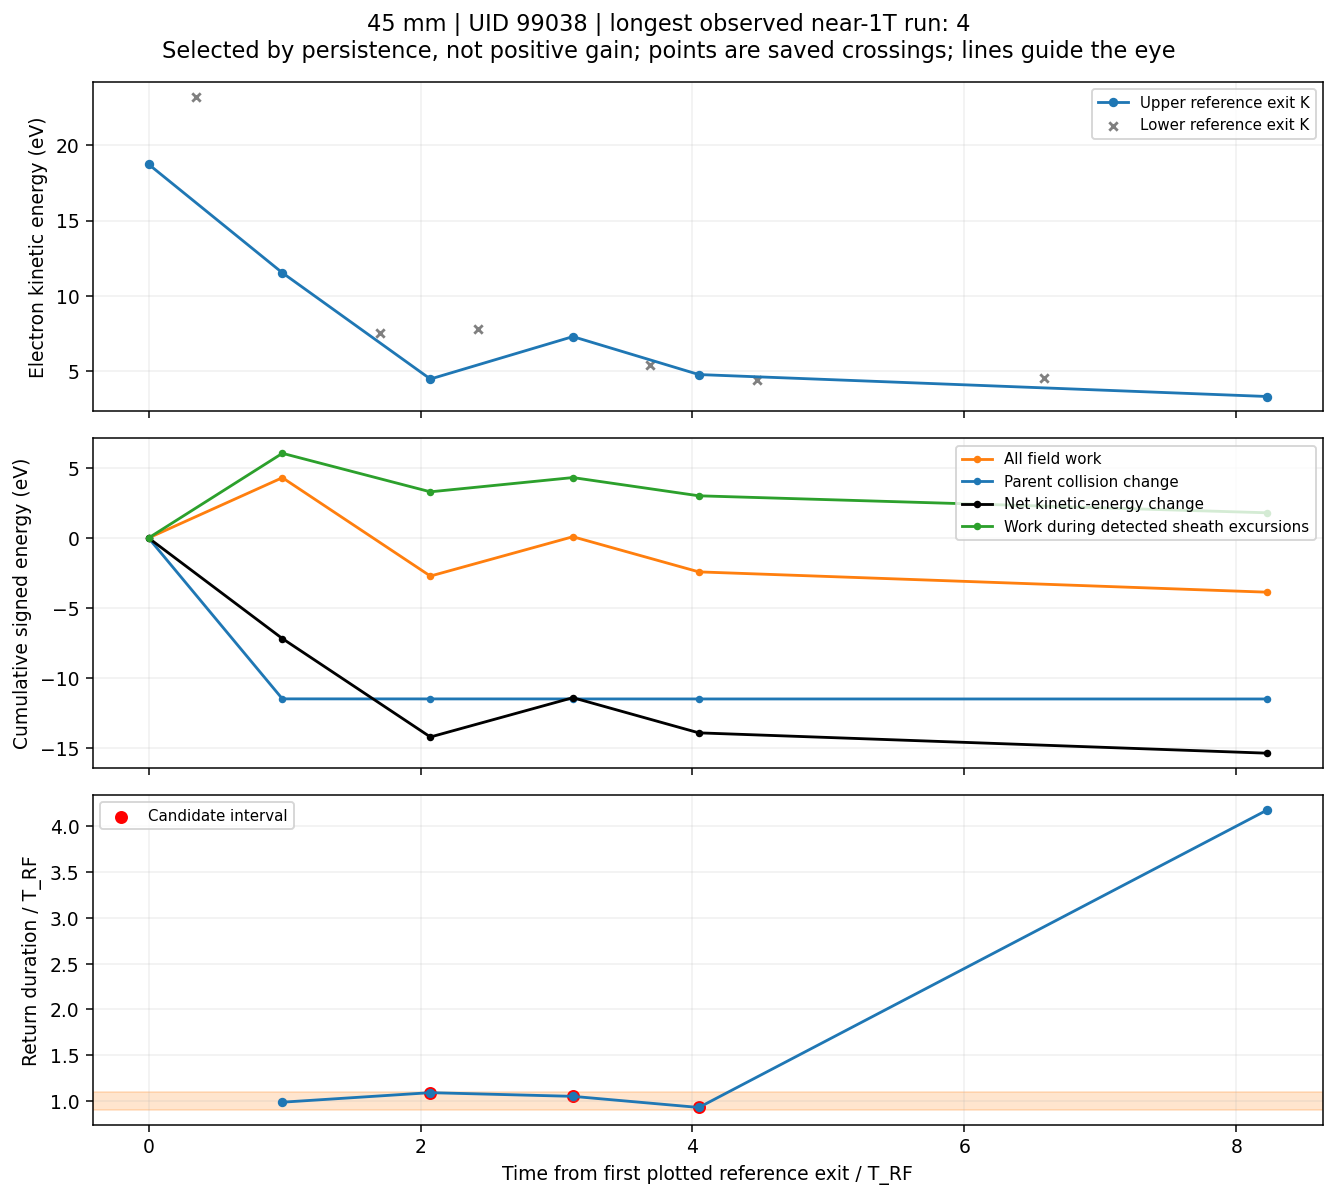 45 mm | UID 99038 | longest observed near-1T run: 4
Selected by persistence, not positive gain; points are saved crossings; lines guide the eye
Electron kinetic energy (eV)
20
15
10
5
Upper reference exit K
Lower reference exit K
Cumulative signed energy (eV)
5
0
−5
−10
−15
All field work
Parent collision change
Net kinetic-energy change
Work during detected sheath excursions
Return duration / T_RF
4.0
3.5
3.0
2.5
2.0
1.5
1.0
Candidate interval
0
2
4
6
8
Time from first plotted reference exit / T_RF